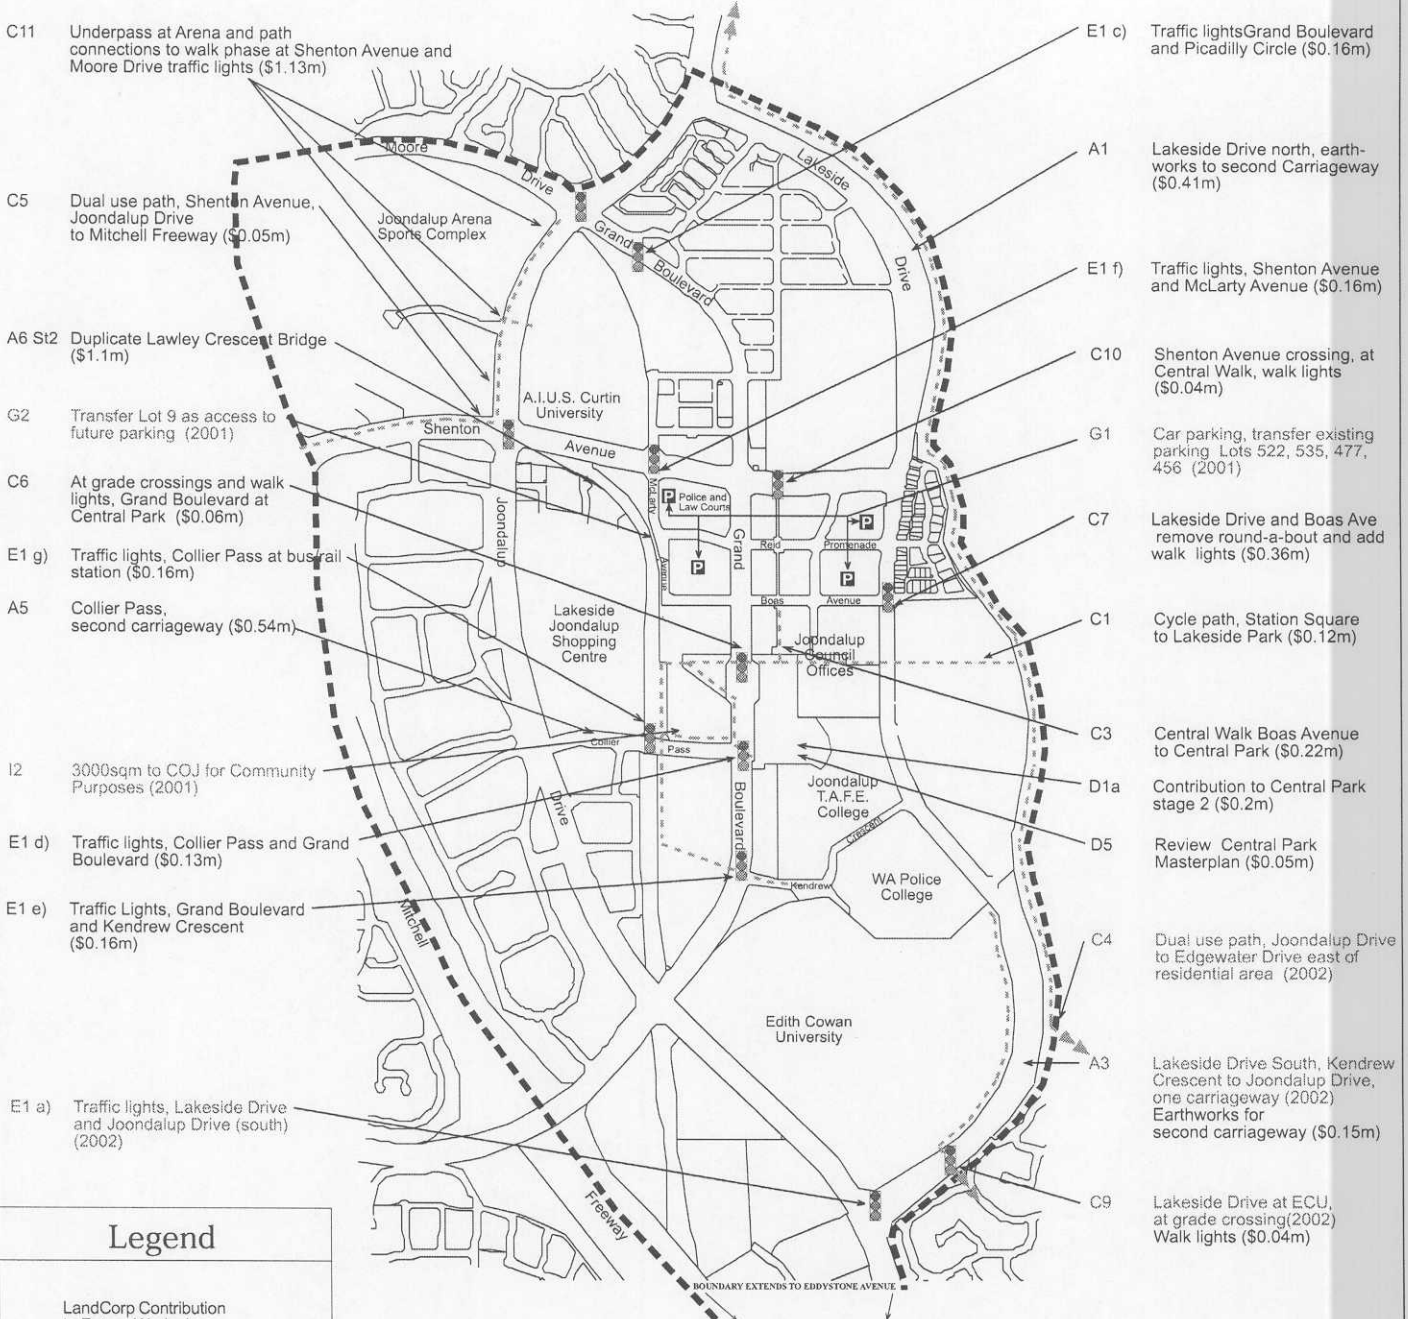 C11 Underpass at Arena and path
connections to walk phase at Shenton Avenue and
Moore Drive traffic lights ($1.13m)
C5 Dual use path, Shenton Avenue,
Joondalup Drive
to Mitchell Freeway ($0.05m)
A6 St2 Duplicate Lawley Crescent Bridge
($1.1m)
G2 Transfer Lot 9 as access to
future parking (2001)
C6 At grade crossings and walk
lights, Grand Boulevard at
Central Park ($0.06m)
E1 g) Traffic lights, Collier Pass at bus/rail
station ($0.16m)
A5 Collier Pass,
second carriageway ($0.54m)
I2 3000sqm to COJ for Community
Purposes (2001)
E1 d) Traffic lights, Collier Pass and Grand
Boulevard ($0.13m)
E1 e) Traffic Lights, Grand Boulevard
and Kendrew Crescent
($0.16m)
E1 a) Traffic lights, Lakeside Drive
and Joondalup Drive (south)
(2002)
Legend
LandCorp Contribution
Moore
Drive
Joondalup Arena
Sports Complex
Grand
Boulevard
Lakeside
Drive
A.I.U.S. Curtin
University
Shenton
Avenue
McLarty
Avenue
P Police and
Law Courts
P
P
P
Joondalup
Drive
Grand
Boulevard
Reid Promenade
Boas Avenue
Lakeside
Joondalup
Shopping
Centre
Joondalup
Council
Offices
Collier
Pass
Joondalup
T.A.F.E.
College
Crescent
Kendrew
WA Police
College
Mitchell
Freeway
Edith Cowan
University
BOUNDARY EXTENDS TO EDDYSTONE AVENUE
E1 c) Traffic lightsGrand Boulevard
and Picadilly Circle ($0.16m)
A1 Lakeside Drive north, earth-
works to second Carriageway
($0.41m)
E1 f) Traffic lights, Shenton Avenue
and McLarty Avenue ($0.16m)
C10 Shenton Avenue crossing, at
Central Walk, walk lights
($0.04m)
G1 Car parking, transfer existing
parking Lots 522, 535, 477,
456 (2001)
C7 Lakeside Drive and Boas Ave
remove round-a-bout and add
walk lights ($0.36m)
C1 Cycle path, Station Square
to Lakeside Park ($0.12m)
C3 Central Walk Boas Avenue
to Central Park ($0.22m)
D1a Contribution to Central Park
stage 2 ($0.2m)
D5 Review Central Park
Masterplan ($0.05m)
C4 Dual use path, Joondalup Drive
to Edgewater Drive east of
residential area (2002)
A3 Lakeside Drive South, Kendrew
Crescent to Joondalup Drive,
one carriageway (2002)
Earthworks for
second carriageway ($0.15m)
C9 Lakeside Drive at ECU,
at grade crossing(2002)
Walk lights ($0.04m)